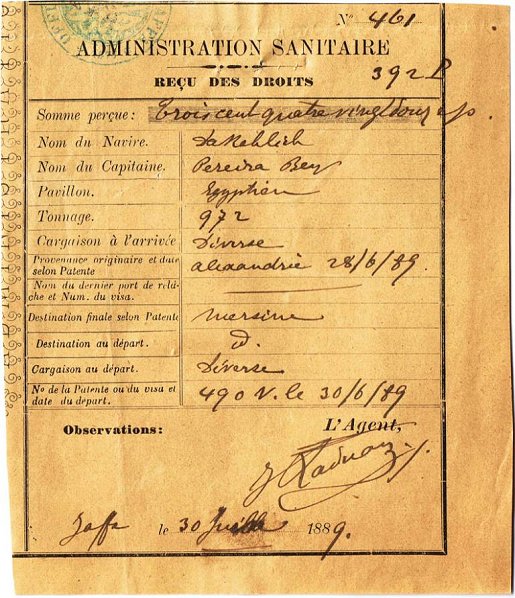 N° 461
ADMINISTRATION SANITAIRE
REÇU DES DROITS 392 P
Somme perçue: Trois cent quatre vingt douze p.
Nom du Navire. Dakahlieh
Nom du Capitaine. Pereira Bey
Pavillon. Egyptien
Tonnage. 972
Cargaison à l'arrivée Diverse
Provenance originaire et date
selon Patente Alexandrie 28/6/89.
Nom du dernier port de relâ-
che et Num. du visa.
Destination finale selon Patente Mersine
Destination au départ. d.
Cargaison au départ. Diverse
N° de la Patente ou du visa et
date du départ. 490 V. le 30/6/89
Observations: L'Agent,
Jaffa le 30 1889.